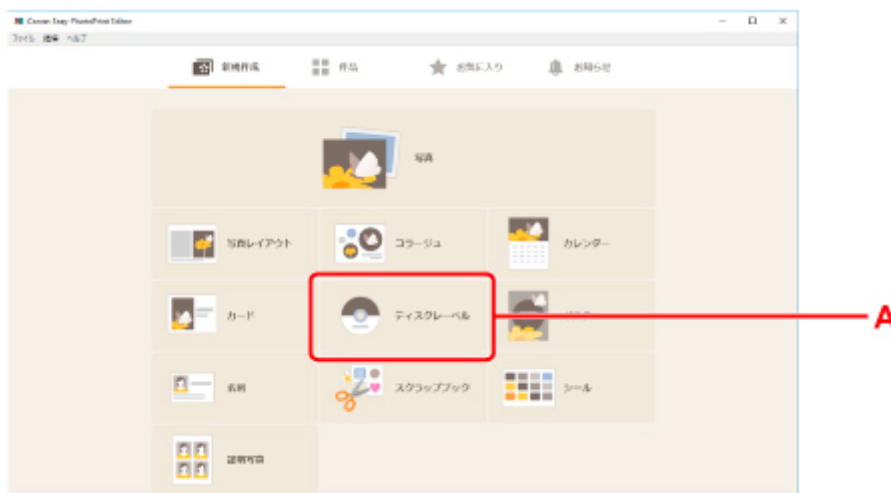 Canon Easy-PhotoPrint Editor
ファイル 編集 ヘルプ
新規作成 作品 お気に入り お知らせ
写真
写真レイアウト コラージュ カレンダー
カード ディスクレーベル
A
名刺 スクラップブック シール
証明写真